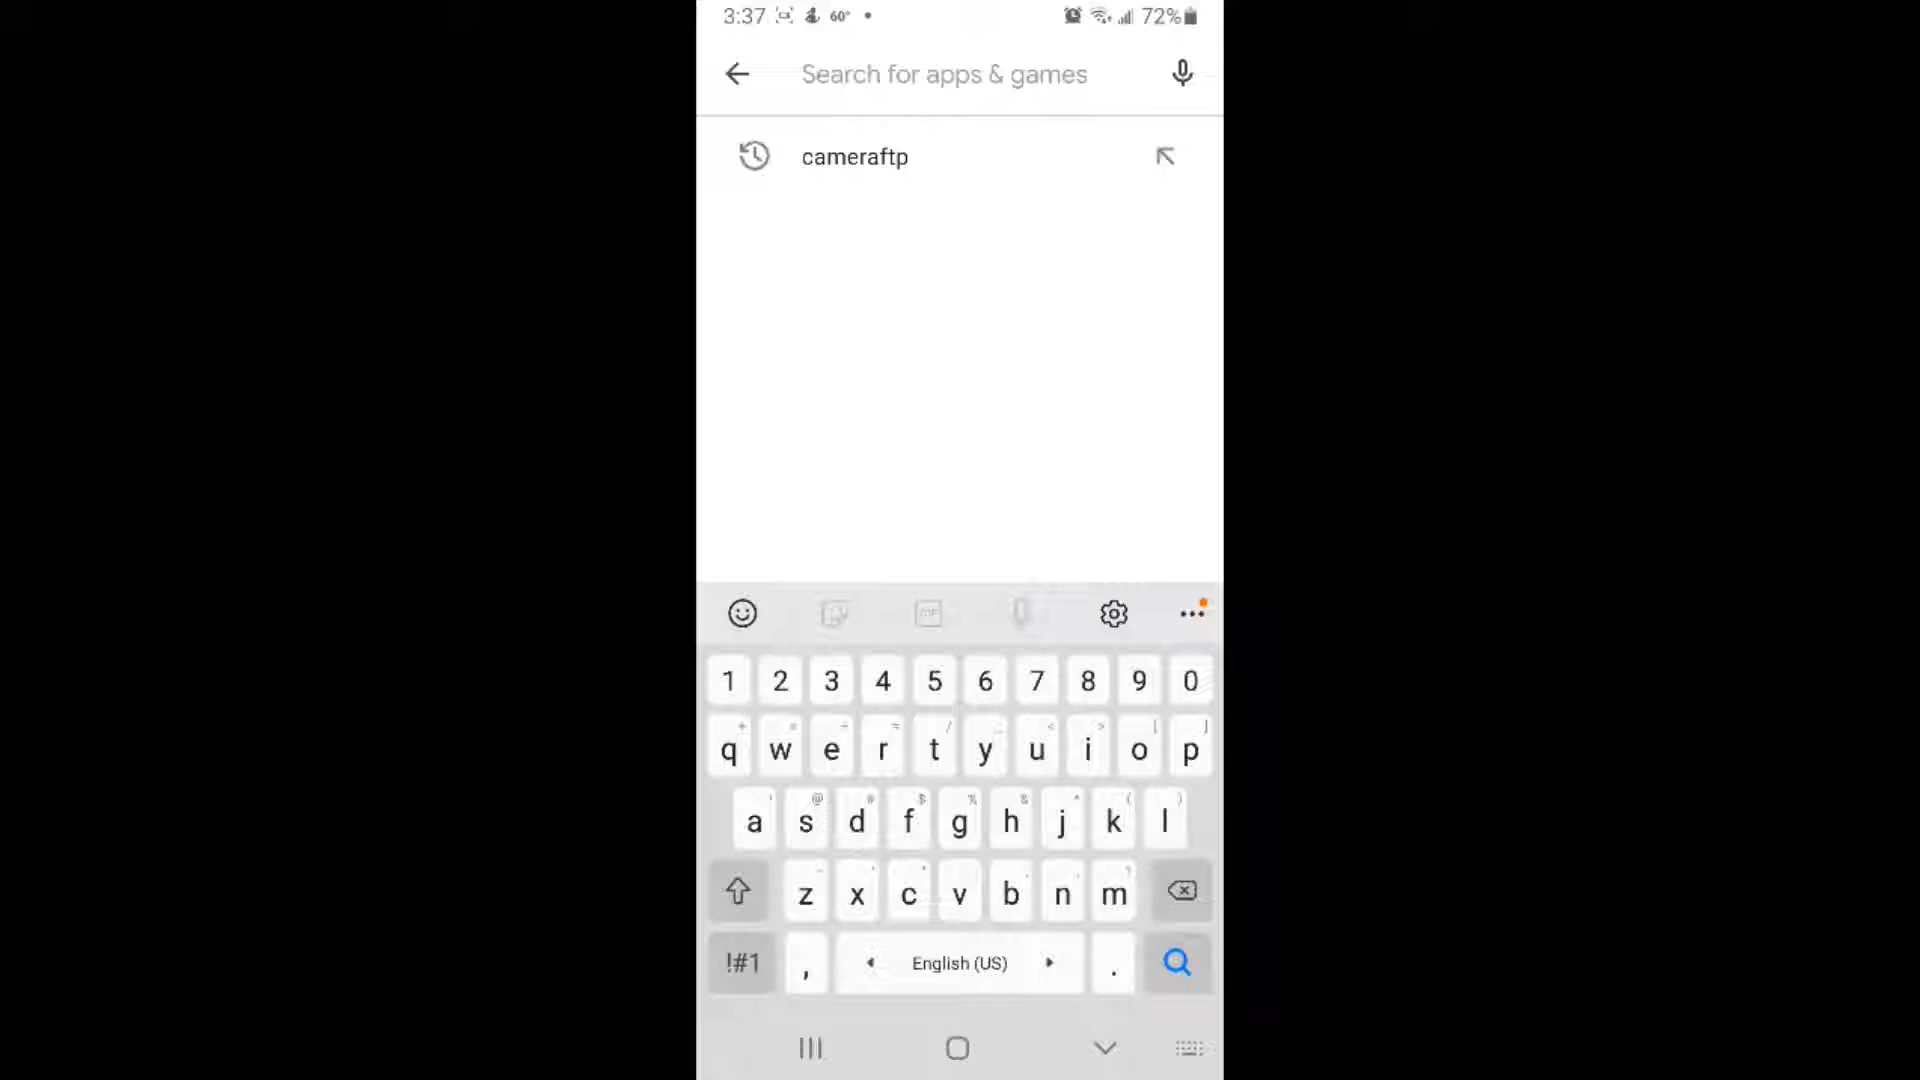 3:37 60° 72%
Search for apps & games
cameraftp
GIF
1 2 3 4 5 6 7 8 9 0
q w e r t y u i o p
a s d f g h j k l
z x c v b n m
!#1 , English (US) .